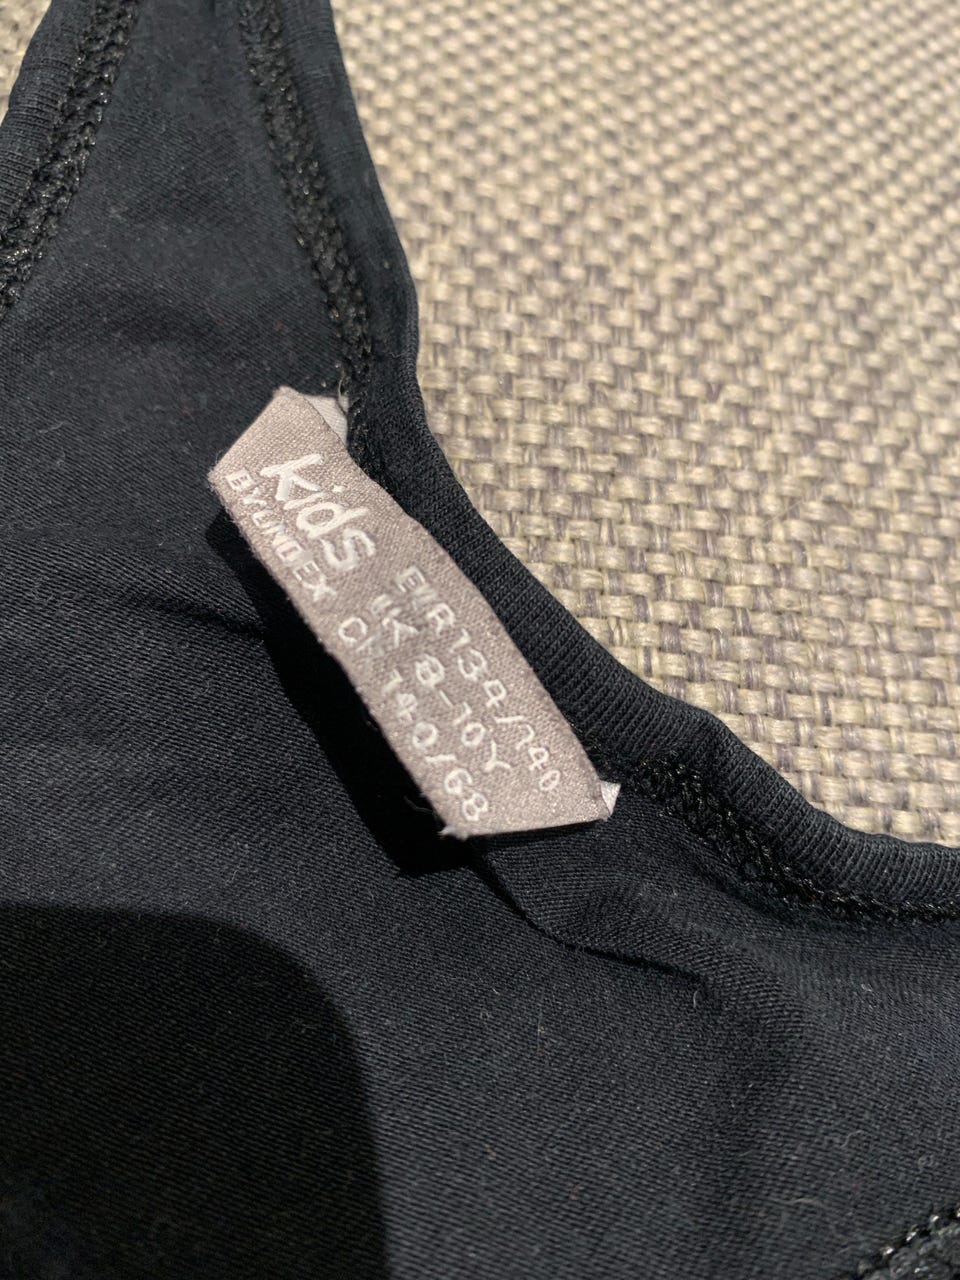 kids
BY LINDEX
EUR 134/140
UK 8-10Y
CN 140/68